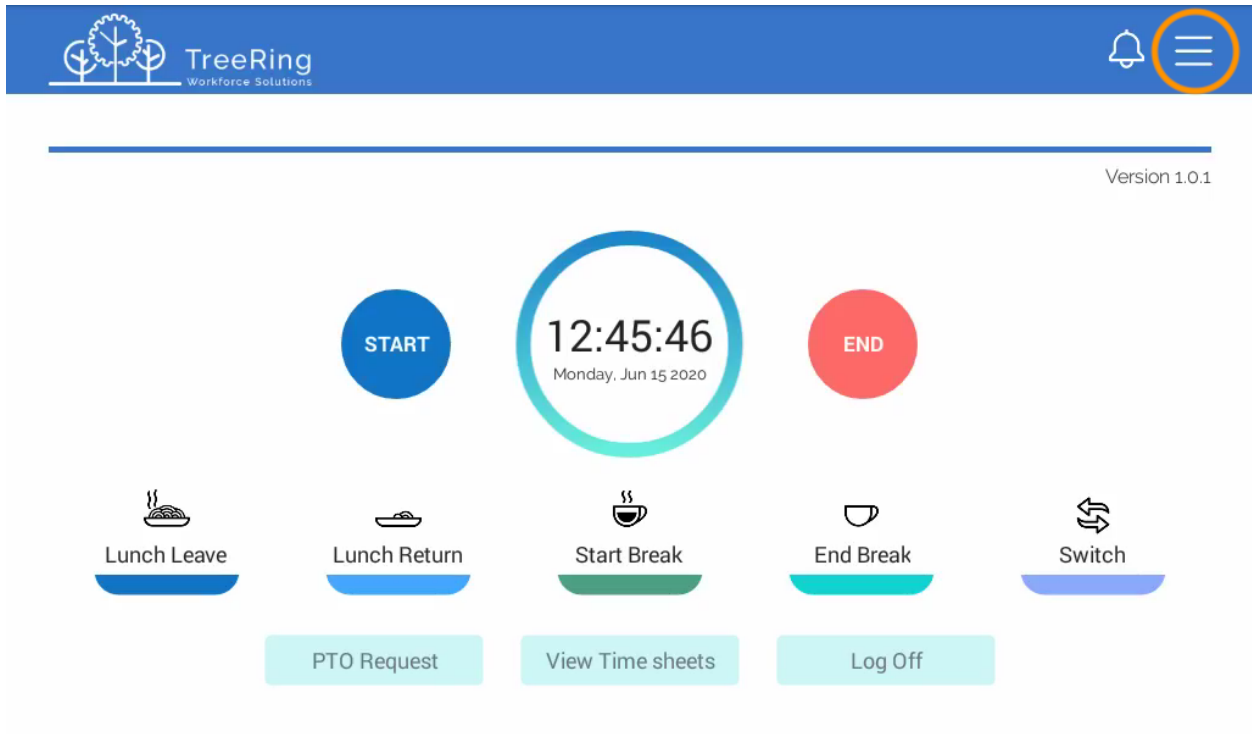 TreeRing
Workforce Solutions
Version 1.0.1
START
12:45:46
Monday, Jun 15 2020
END
Lunch Leave
Lunch Return
Start Break
End Break
Switch
PTO Request
View Time sheets
Log Off